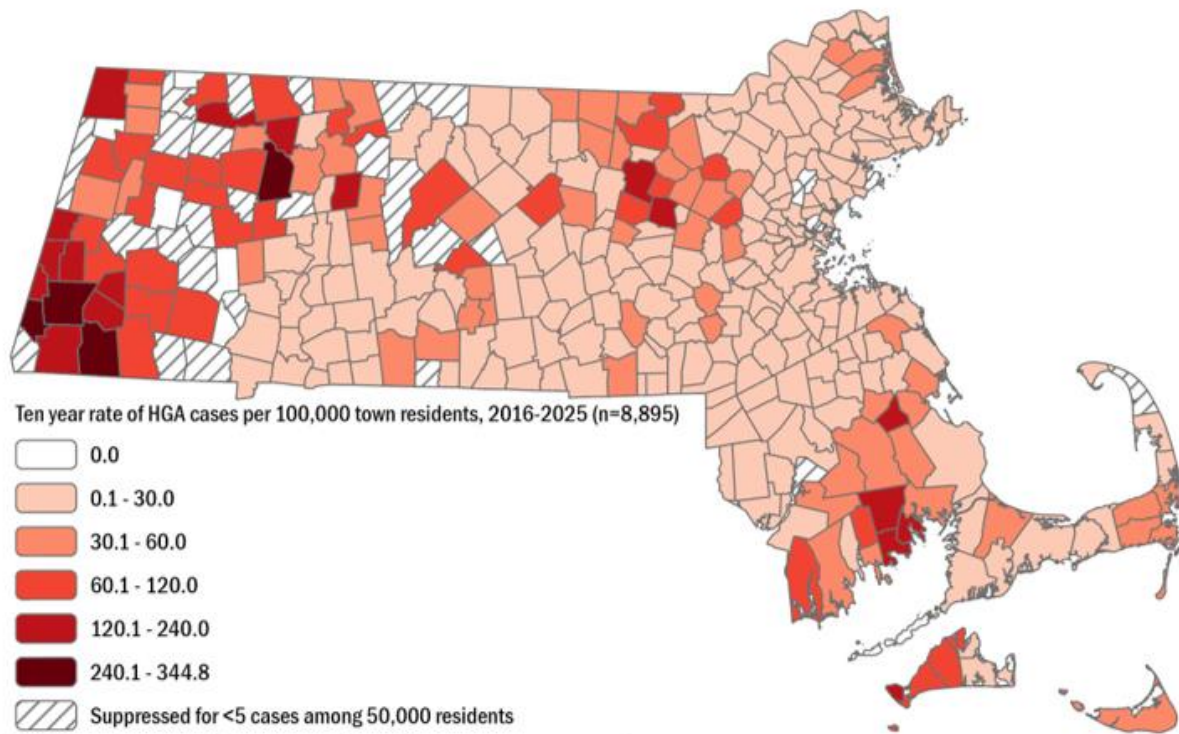 Ten year rate of HGA cases per 100,000 town residents, 2016-2025 (n=8,895)
0.0
0.1 - 30.0
30.1 - 60.0
60.1 - 120.0
120.1 - 240.0
240.1 - 344.8
Suppressed for <5 cases among 50,000 residents